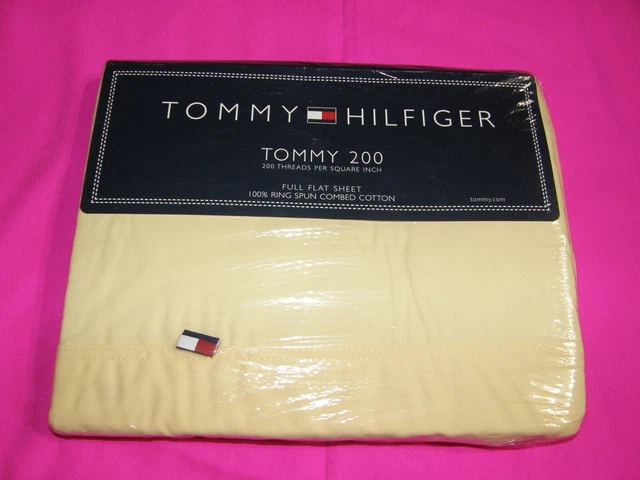 TOMMY HILFIGER
TOMMY 200
200 THREADS PER SQUARE INCH
FULL FLAT SHEET
100% RING SPUN COMBED COTTON
tommy.com